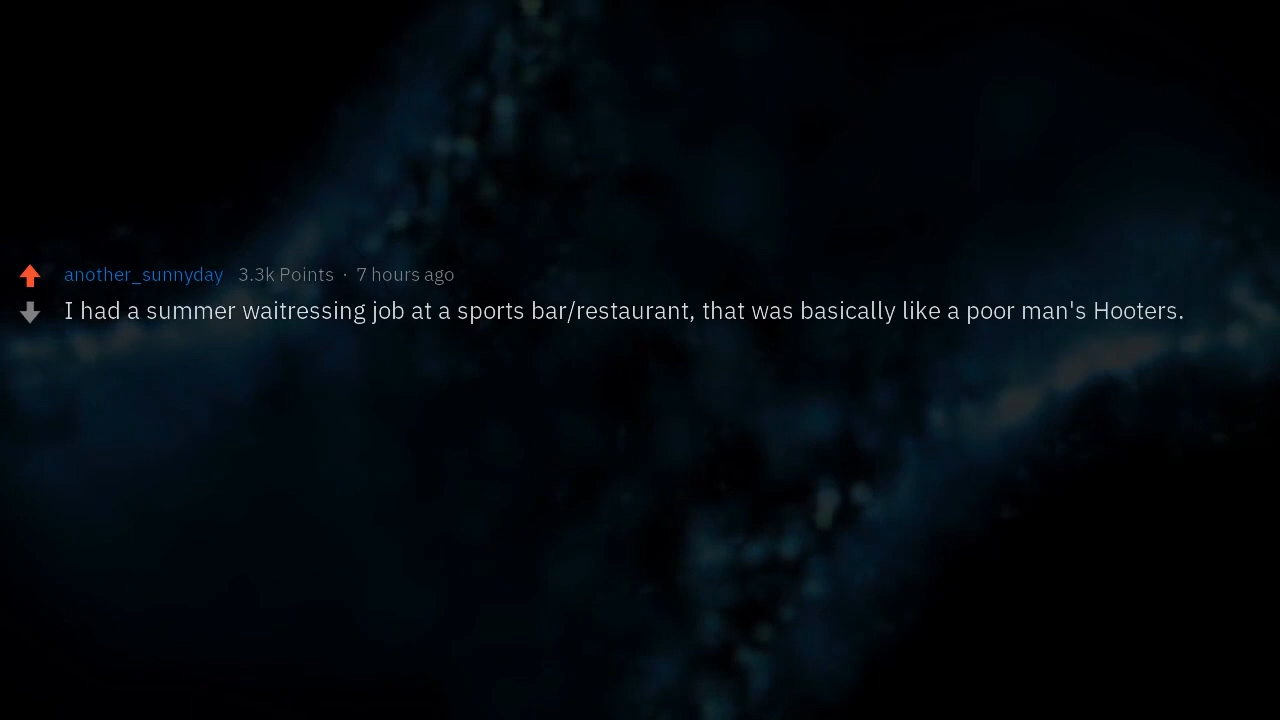 another_sunnyday 3.3k Points · 7 hours ago
I had a summer waitressing job at a sports bar/restaurant, that was basically like a poor man's Hooters.